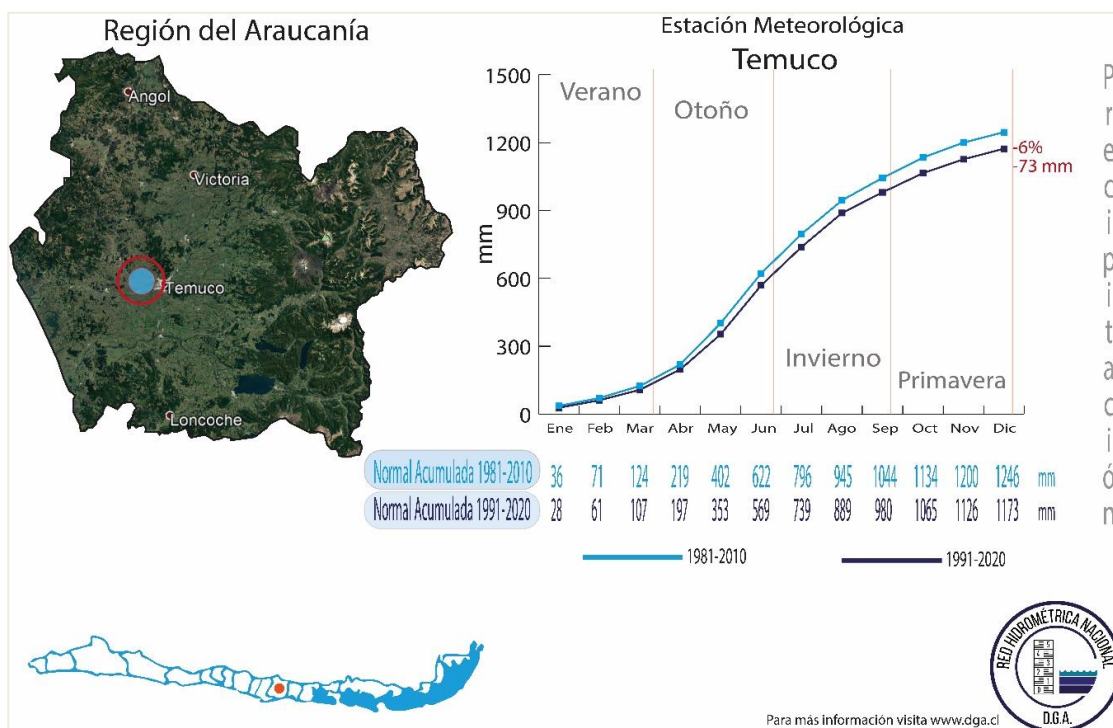 Región del Araucanía
Angol
Victoria
Temuco
Loncoche
Estación Meteorológica
Temuco
Precipitación
mm
1500
1200
900
600
300
0
Verano
Otoño
Invierno
Primavera
-6%
-73 mm
Ene Feb Mar Abr May Jun Jul Ago Sep Oct Nov Dic
Normal Acumulada 1981-2010 36 71 124 219 402 622 796 945 1044 1134 1200 1246 mm
Normal Acumulada 1991-2020 28 61 107 197 353 569 739 889 980 1065 1126 1173 mm
1981-2010 1991-2020
RED HIDROMÉTRICA NACIONAL
D.G.A.
Para más información visita www.dga.cl